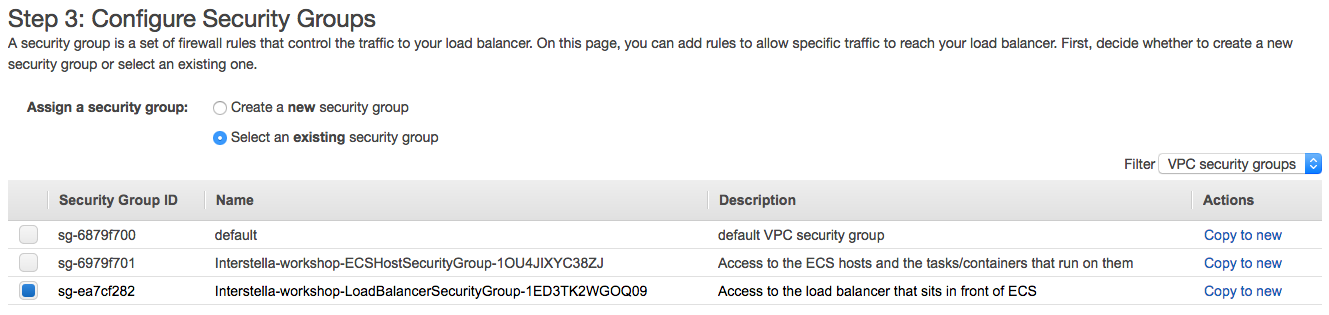 Step 3: Configure Security Groups
A security group is a set of firewall rules that control the traffic to your load balancer. On this page, you can add rules to allow specific traffic to reach your load balancer. First, decide whether to create a new
security group or select an existing one.
Assign a security group: Create a new security group
Select an existing security group
Filter VPC security groups
Security Group ID Name Description Actions
sg-6879f700 default default VPC security group Copy to new
sg-6979f701 Interstella-workshop-ECSHostSecurityGroup-1OU4JIXYC38ZJ Access to the ECS hosts and the tasks/containers that run on them Copy to new
sg-ea7cf282 Interstella-workshop-LoadBalancerSecurityGroup-1ED3TK2WGOQ09 Access to the load balancer that sits in front of ECS Copy to new